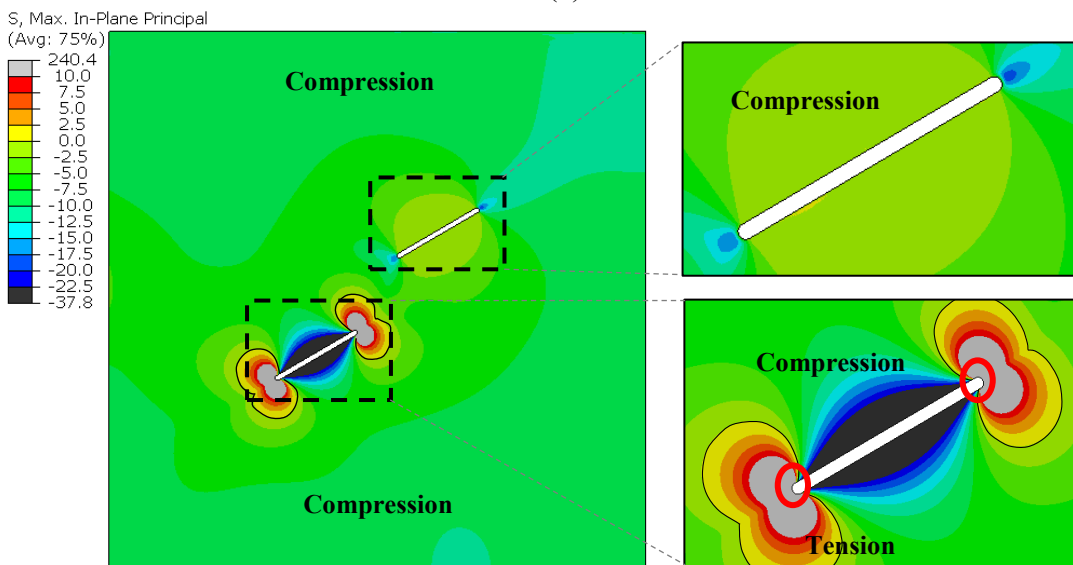 S, Max. In-Plane Principal
(Avg: 75%)
240.4
10.0
7.5
5.0
2.5
0.0
-2.5
-5.0
-7.5
-10.0
-12.5
-15.0
-17.5
-20.0
-22.5
-37.8
Compression
Compression
Compression
Compression
Tension